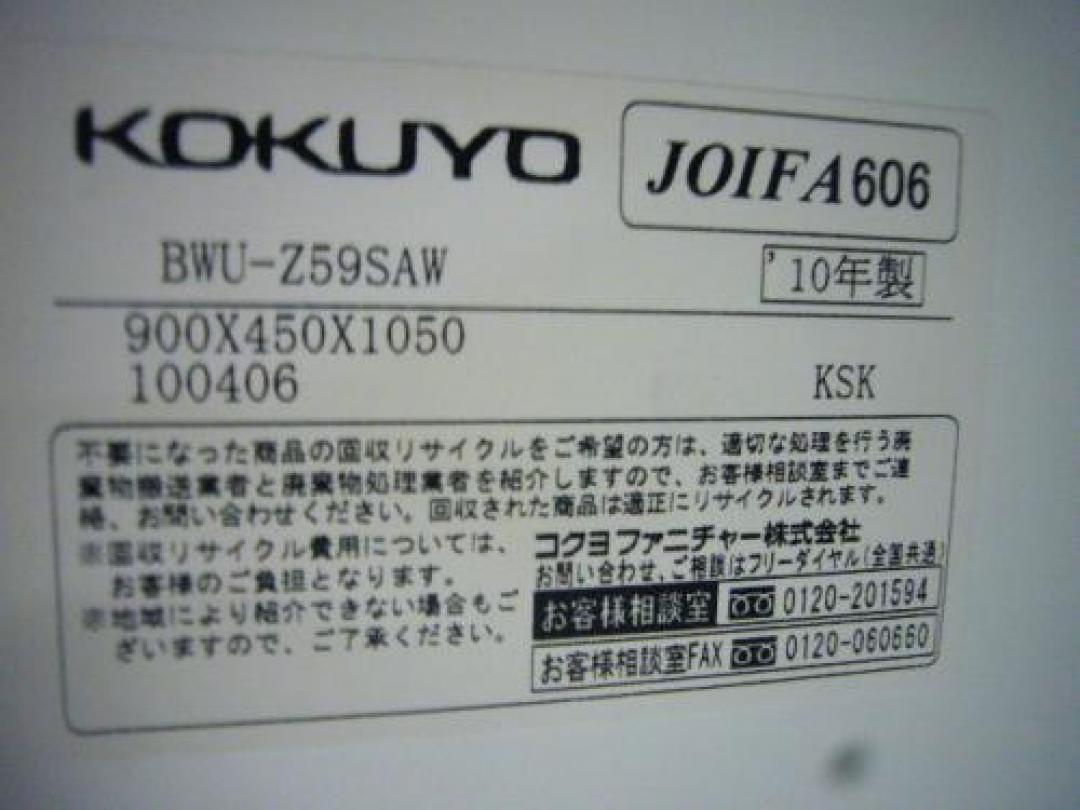 KOKUYO
JOIFA606
BWU-Z59SAW
'10年製
900X450X1050
100406
KSK
不要になった商品の回収リサイクルをご希望の方は、適切な処理を行う廃
棄物搬送業者と廃棄物処理業者を紹介しますので、お客様相談室までご連
絡、お問い合わせください。回収された商品は適正にリサイクルされます。
※回収リサイクル費用については、
お客様のご負担となります。
※地域により紹介できない場合もご
ざいますので、ご了承ください。
コクヨファニチャー株式会社
お問い合わせ、ご相談はフリーダイヤル(全国共通)
お客様相談室 0120-201594
お客様相談室FAX 0120-060660